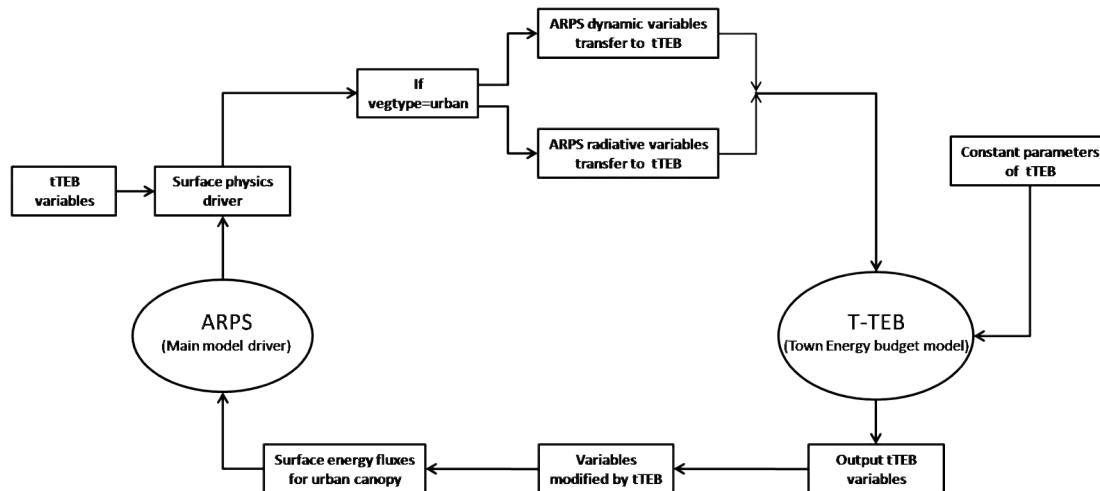 ARPS dynamic variables
transfer to tTEB
If
vegtype=urban
ARPS radiative variables
transfer to tTEB
Constant parameters
of tTEB
tTEB
variables
Surface physics
driver
ARPS
(Main model driver)
T-TEB
(Town Energy budget model)
Surface energy fluxes
for urban canopy
Variables
modified by tTEB
Output tTEB
variables